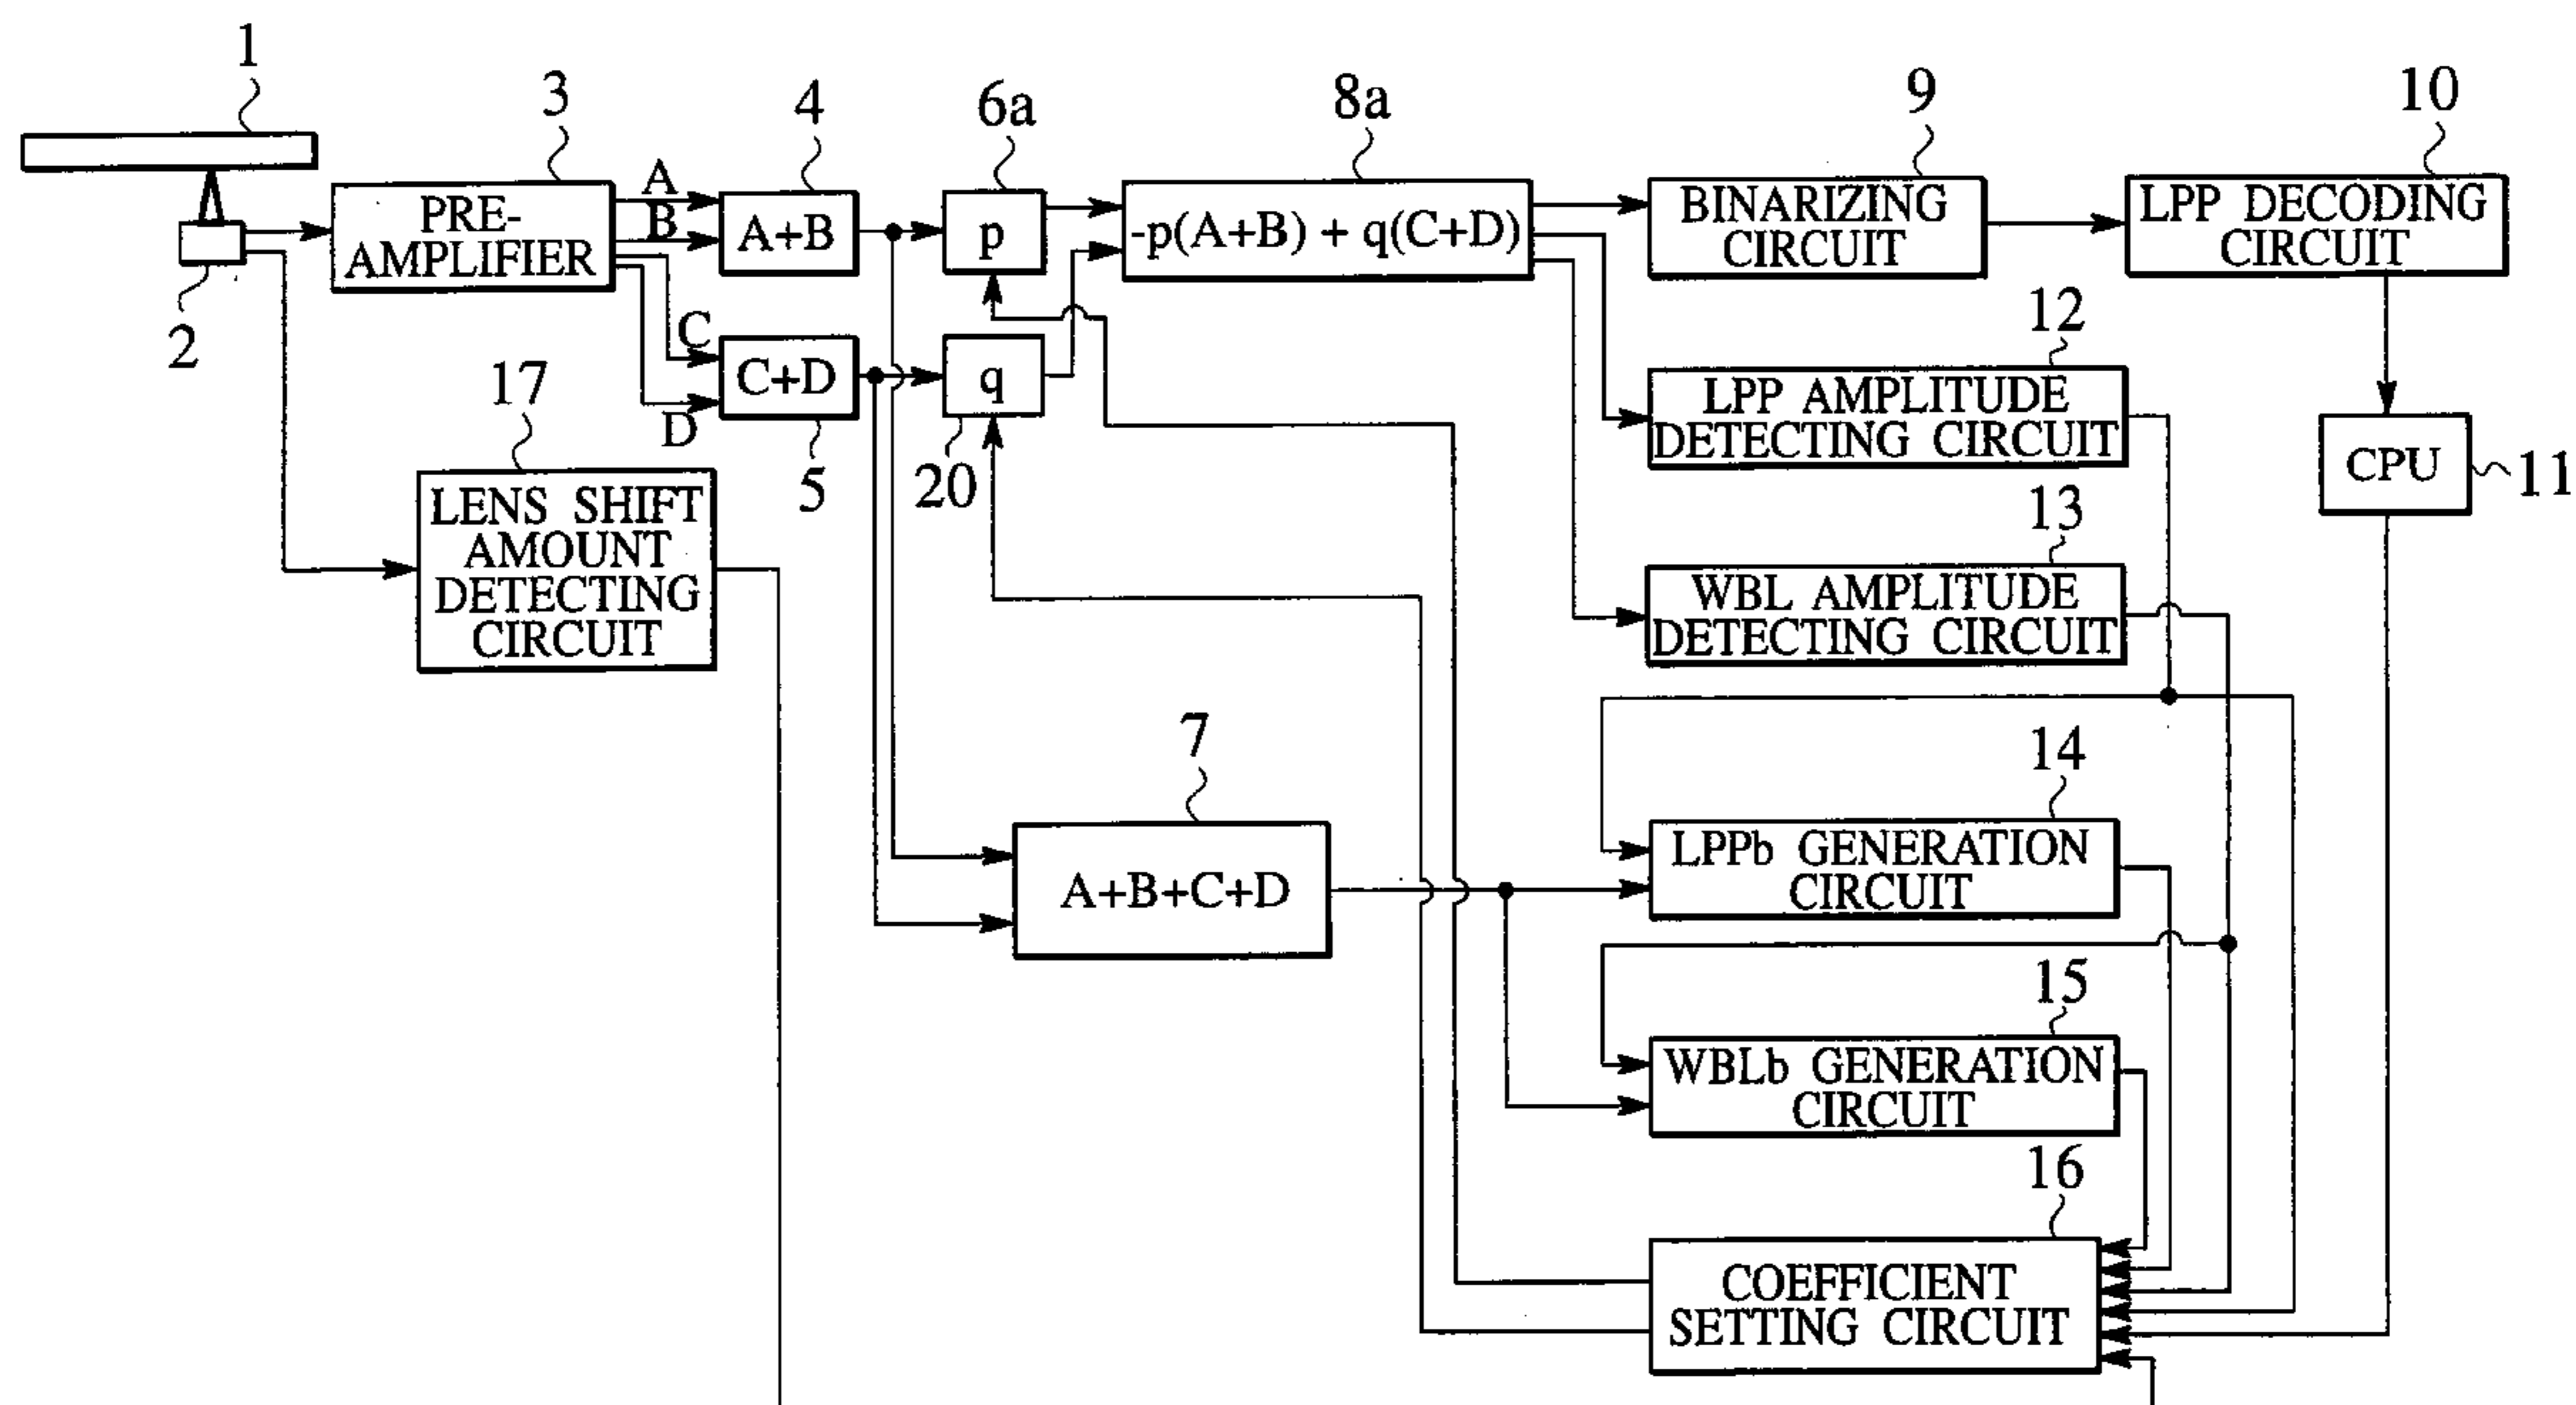 1
3
4
6a
8a
9
10
A
B
PRE-
AMPLIFIER
A+B
p
-p(A+B) + q(C+D)
BINARIZING
CIRCUIT
LPP DECODING
CIRCUIT
2
C
D
C+D
q
5
20
12
LPP AMPLITUDE
DETECTING CIRCUIT
CPU
11
17
LENS SHIFT
AMOUNT
DETECTING
CIRCUIT
13
WBL AMPLITUDE
DETECTING CIRCUIT
7
A+B+C+D
14
LPPb GENERATION
CIRCUIT
15
WBLb GENERATION
CIRCUIT
16
COEFFICIENT
SETTING CIRCUIT